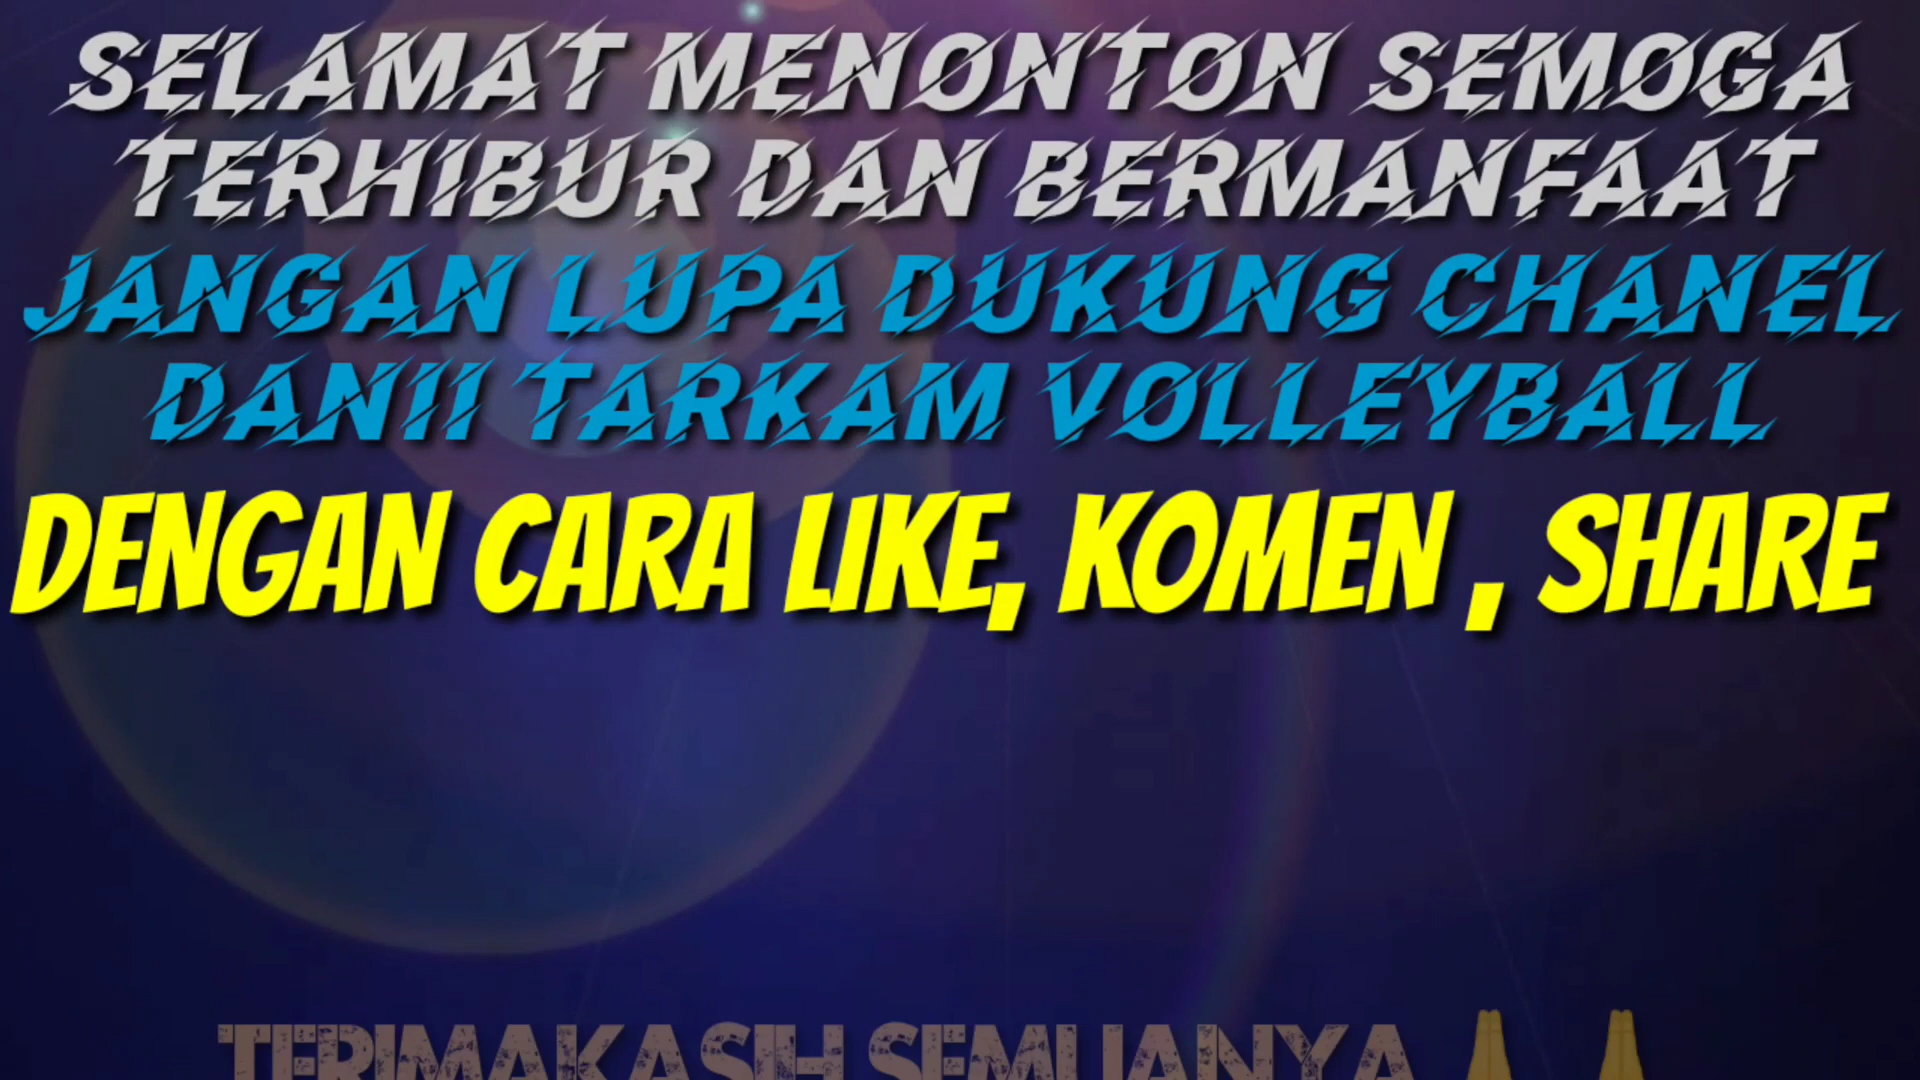 SELAMAT MENONTON SEMOGA
TERHIBUR DAN BERMANFAAT
JANGAN LUPA DUKUNG CHANEL
DANII TARKAM VOLLEYBALL
DENGAN CARA LIKE, KOMEN , SHARE
TERIMAKASIH SEMUANYA 🙏 🙏